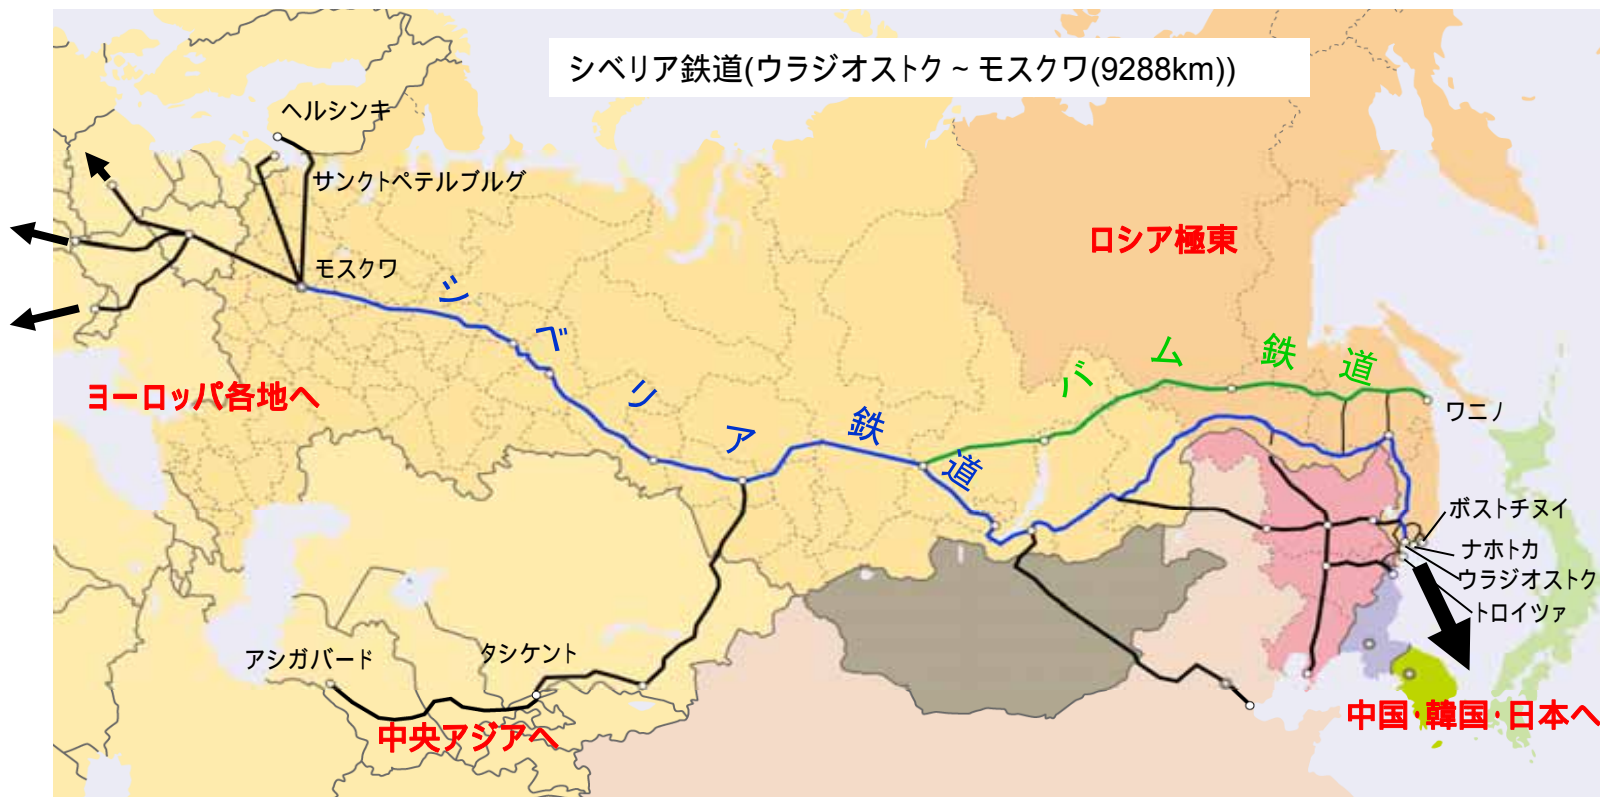 シベリア鉄道(ウラジオストク ~ モスクワ(9288km))
ヘルシンキ
サンクトペテルブルグ
ロシア極東
モスクワ
シベリア鉄道
バム鉄道
ヨーロッパ各地へ
ワニノ
ボストチヌイ
ナホトカ
ウラジオストク
トロイツァ
アシガバード
タシケント
中央アジアへ
中国・韓国・日本へ